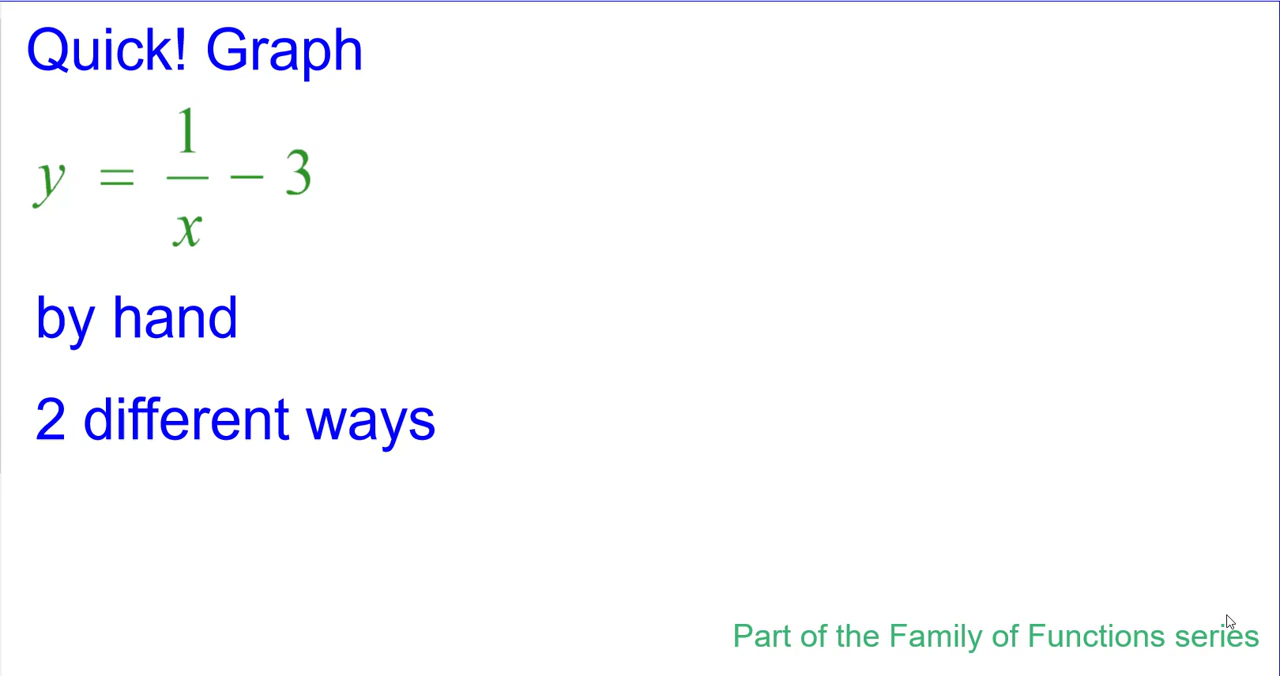 Quick! Graph
y = 1/x − 3
by hand
2 different ways
Part of the Family of Functions series